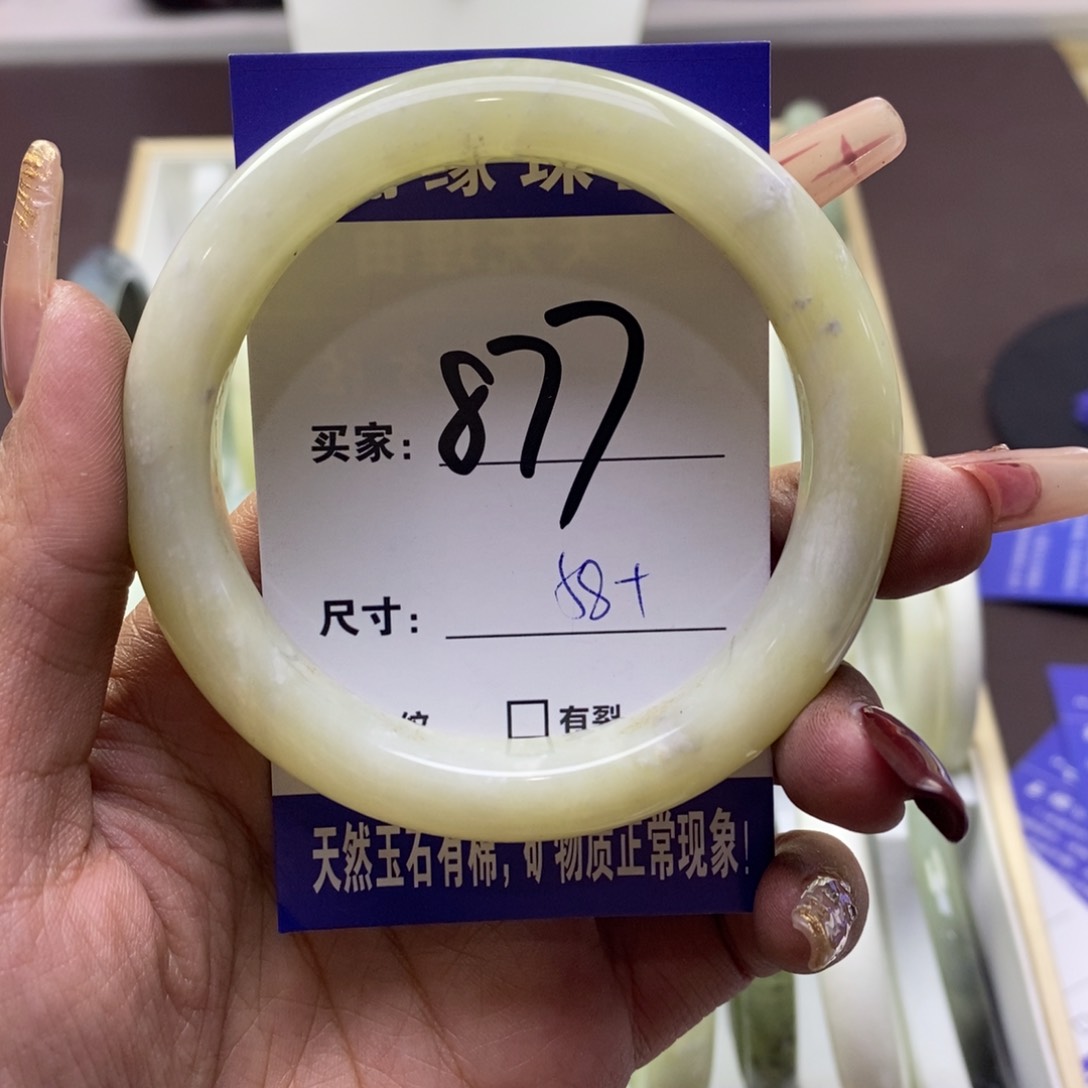 缘珠
买家：877
尺寸：58+
纹 □有裂
天然玉石有棉，矿物质正常现象！